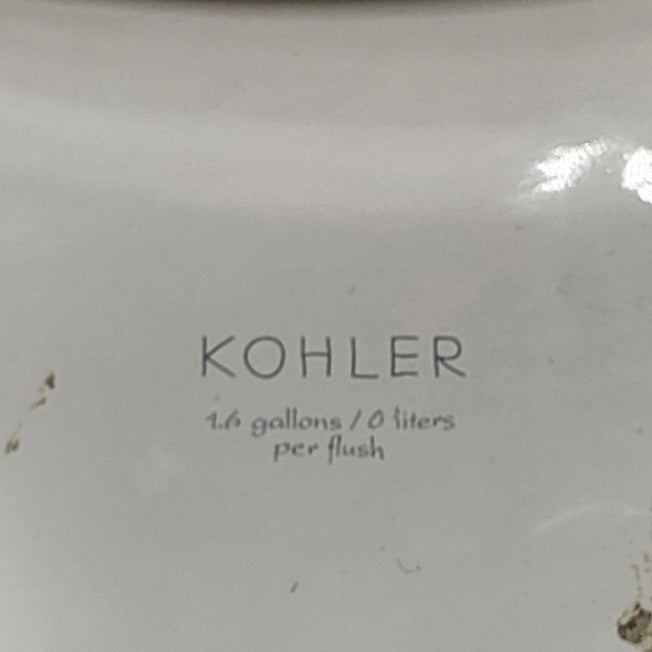 KOHLER
1.6 gallons / 0 liters
per flush